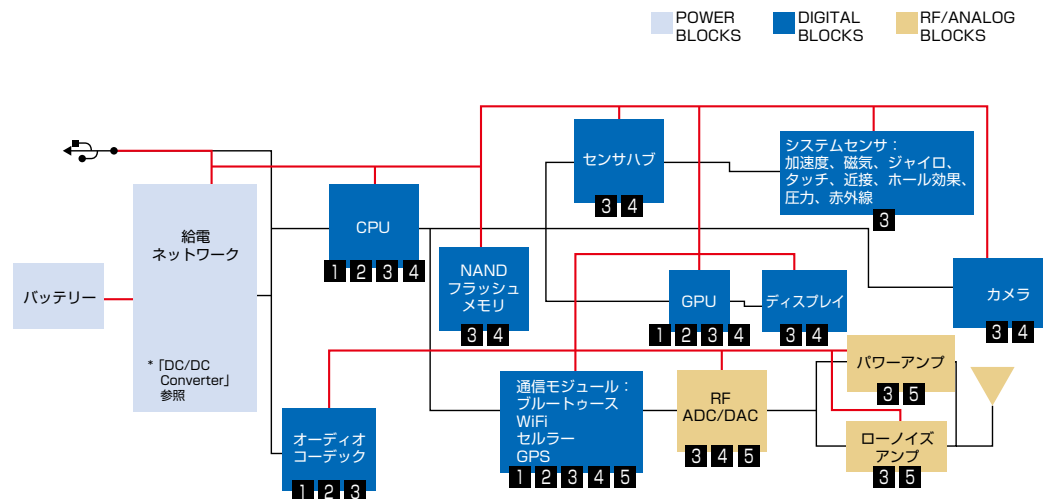 POWER
BLOCKS
DIGITAL
BLOCKS
RF/ANALOG
BLOCKS
センサハブ
3 4
システムセンサ：
加速度、磁気、ジャイロ、
タッチ、近接、ホール効果、
圧力、赤外線
3
給電
ネットワーク
*「DC/DC
Converter」
参照
CPU
1 2 3 4
バッテリー
NAND
フラッシュ
メモリ
3 4
GPU
1 2 3 4
ディスプレイ
3 4
カメラ
3 4
オーディオ
コーデック
1 2 3
通信モジュール：
ブルートゥース
WiFi
セルラー
GPS
1 2 3 4 5
RF
ADC/DAC
3 4 5
パワーアンプ
3 5
ローノイズ
アンプ
3 5